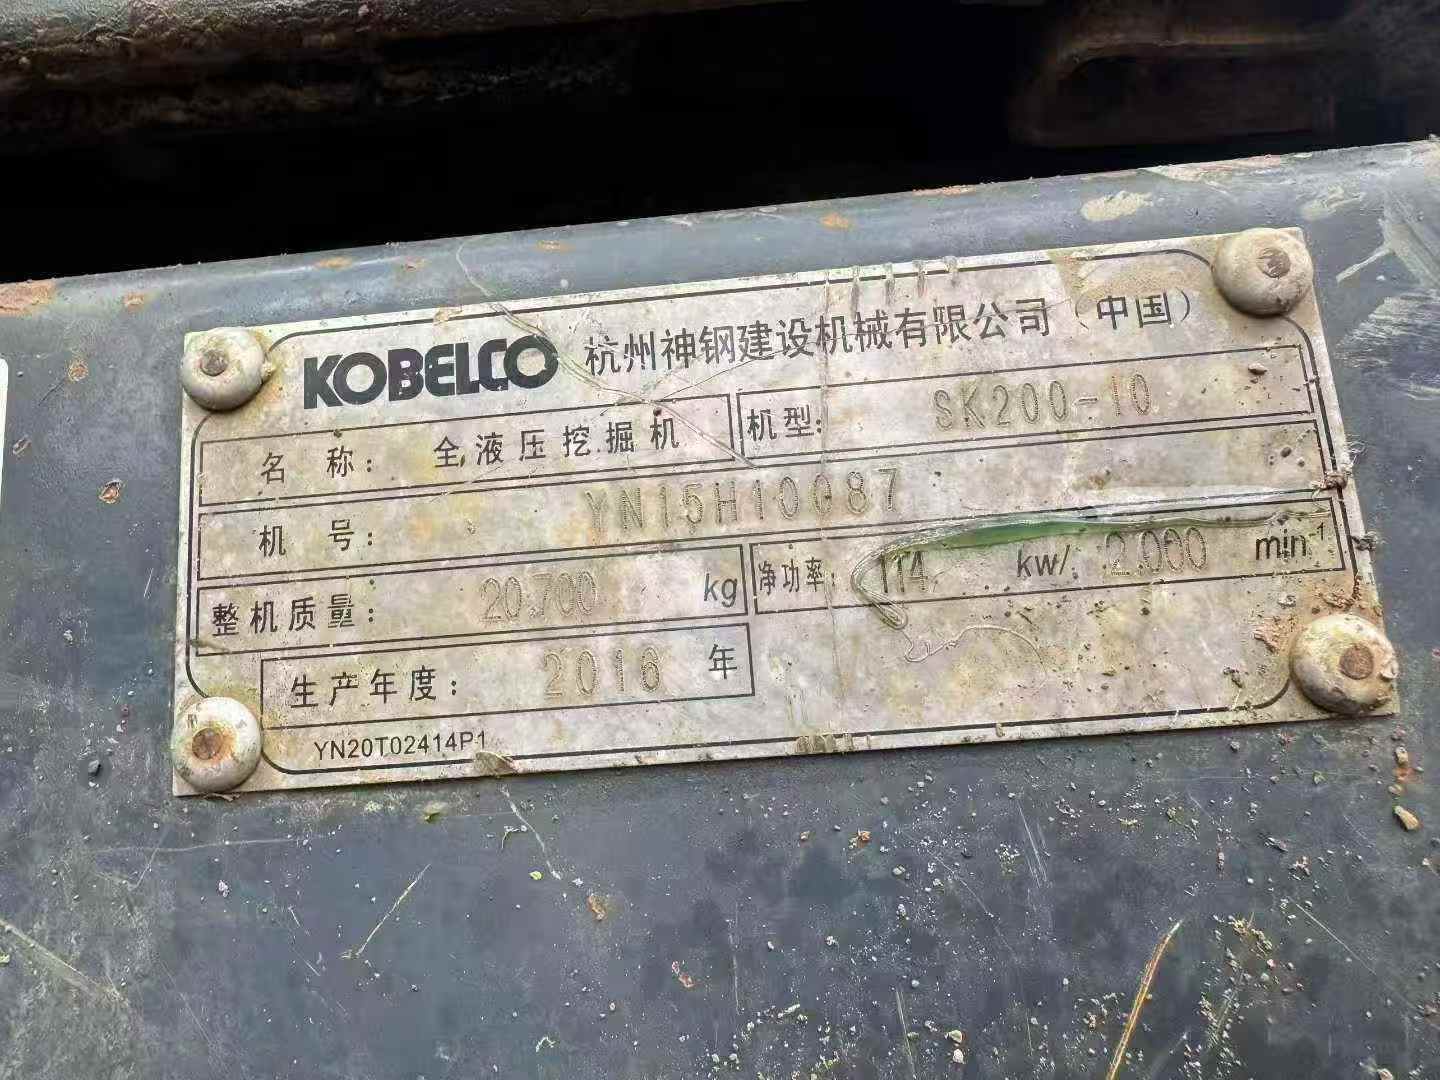 KOBELCO 杭州神钢建设机械有限公司(中国)
名 称: 全液压挖掘机 机型: SK200-10
机 号: YN15H10087
整机质量: 20,700 kg 净功率: 114 kw/ 2,000 min-1
生产年度: 2016 年
YN20T02414P1